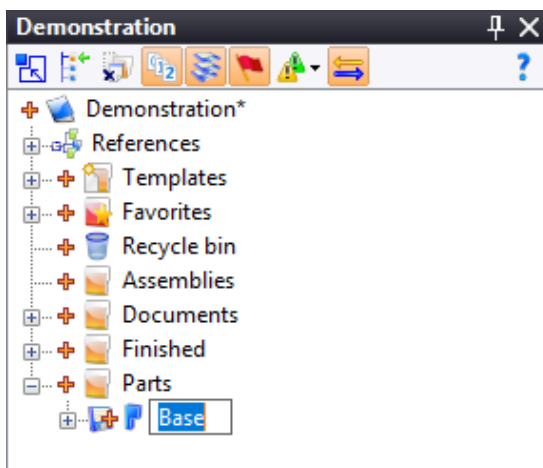 Demonstration
Demonstration*
References
Templates
Favorites
Recycle bin
Assemblies
Documents
Finished
Parts
Base